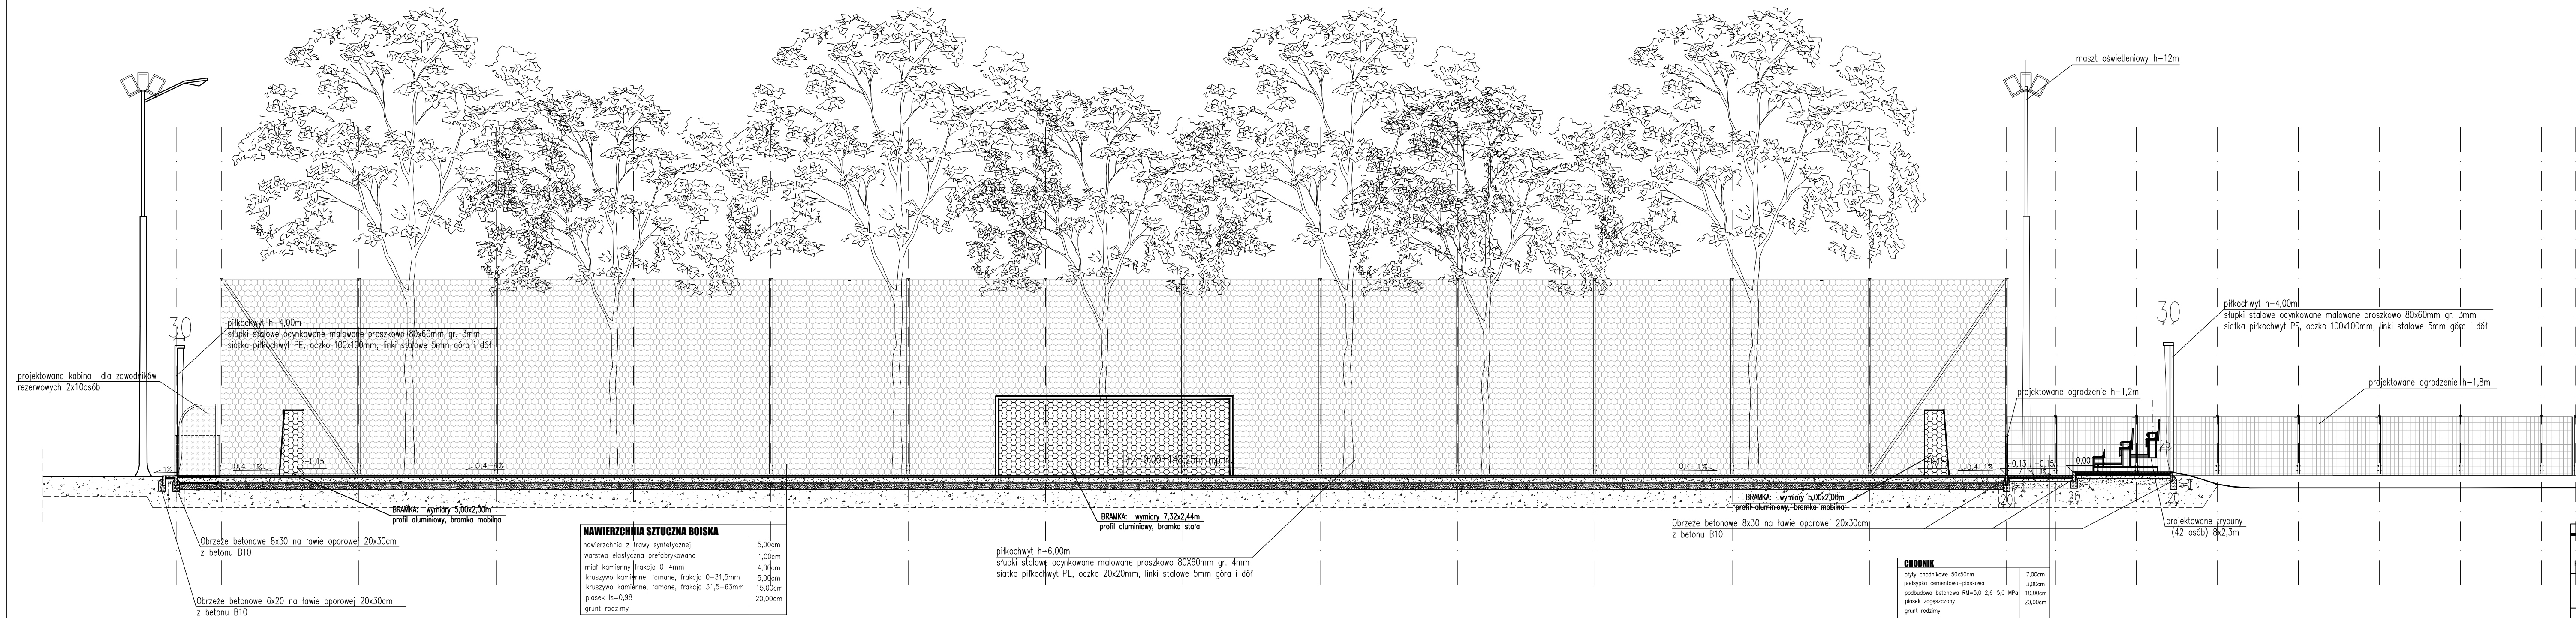 maszt oświetleniowy h-12m
30
piłkochwyt h-4,00m
słupki stalowe ocynkowane malowane proszkowo 80x60mm gr. 3mm
siatka piłkochwyt PE, oczko 100x100mm, linki stalowe 5mm góra i dół
projektowana kabina dla zawodników
rezerwowych 2x10osób
30
piłkochwyt h-4,00m
słupki stalowe ocynkowane malowane proszkowo 80x60mm gr. 3mm
siatka piłkochwyt PE, oczko 100x100mm, linki stalowe 5mm góra i dół
projektowane ogrodzenie h-1,8m
projektowane ogrodzenie h-1,2m
1%
0,4-1%
-0,15
0,4-1%
+/-0,00=148,25m n.p.m
0,4-1%
-0,15
0,4-1%
-0,13
-0,15
1%
0,00
25
20
20
20
BRAMKA: wymiary 5,00x2,00m
profil aluminiowy, bramka mobilna
BRAMKA: wymiary 7,32x2,44m
profil aluminiowy, bramka stała
BRAMKA: wymiary 5,00x2,00m
profil aluminiowy, bramka mobilna
Obrzeże betonowe 8x30 na ławie oporowej 20x30cm
z betonu B10
Obrzeże betonowe 6x20 na ławie oporowej 20x30cm
z betonu B10
NAWIERZCHNIA SZTUCZNA BOISKA
nawierzchnia z trawy syntetycznej 5,00cm
warstwa elastyczna prefabrykowana 1,00cm
miał kamienny frakcja 0-4mm 4,00cm
kruszywo kamienne, łamane, frakcja 0-31,5mm 5,00cm
kruszywo kamienne, łamane, frakcja 31,5-63mm 15,00cm
piasek Is=0,98 20,00cm
grunt rodzimy
piłkochwyt h-6,00m
słupki stalowe ocynkowane malowane proszkowo 80X60mm gr. 4mm
siatka piłkochwyt PE, oczko 20x20mm, linki stalowe 5mm góra i dół
Obrzeże betonowe 8x30 na ławie oporowej 20x30cm
z betonu B10
projektowane trybuny
(42 osób) 8x2,3m
CHODNIK
płyty chodnikowe 50x50cm 7,00cm
podsypka cementowo-piaskowa 3,00cm
podbudowa betonowa RM=5,0 2,6-5,0 MPa 10,00cm
piasek zagęszczony 20,00cm
grunt rodzimy